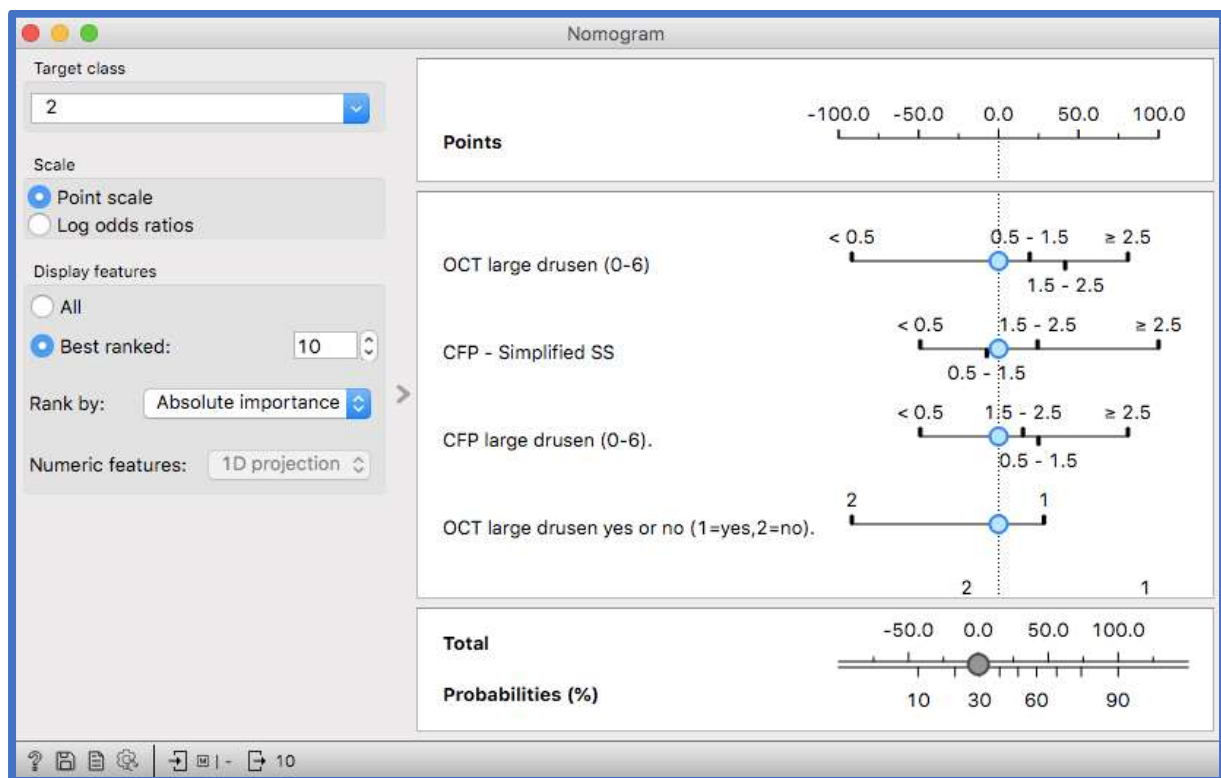 Nomogram
Target class
2
Scale
Point scale
Log odds ratios
Display features
All
Best ranked: 10
Rank by: Absolute importance
Numeric features: 1D projection
-100.0 -50.0 0.0 50.0 100.0
Points
< 0.5 0.5 - 1.5 ≥ 2.5
OCT large drusen (0-6)
1.5 - 2.5
< 0.5 1.5 - 2.5 ≥ 2.5
CFP - Simplified SS
0.5 - 1.5
< 0.5 1.5 - 2.5 ≥ 2.5
CFP large drusen (0-6).
0.5 - 1.5
2 1
OCT large drusen yes or no (1=yes,2=no).
2 1
-50.0 0.0 50.0 100.0
Total
Probabilities (%)
10 30 60 90
? M | - 10